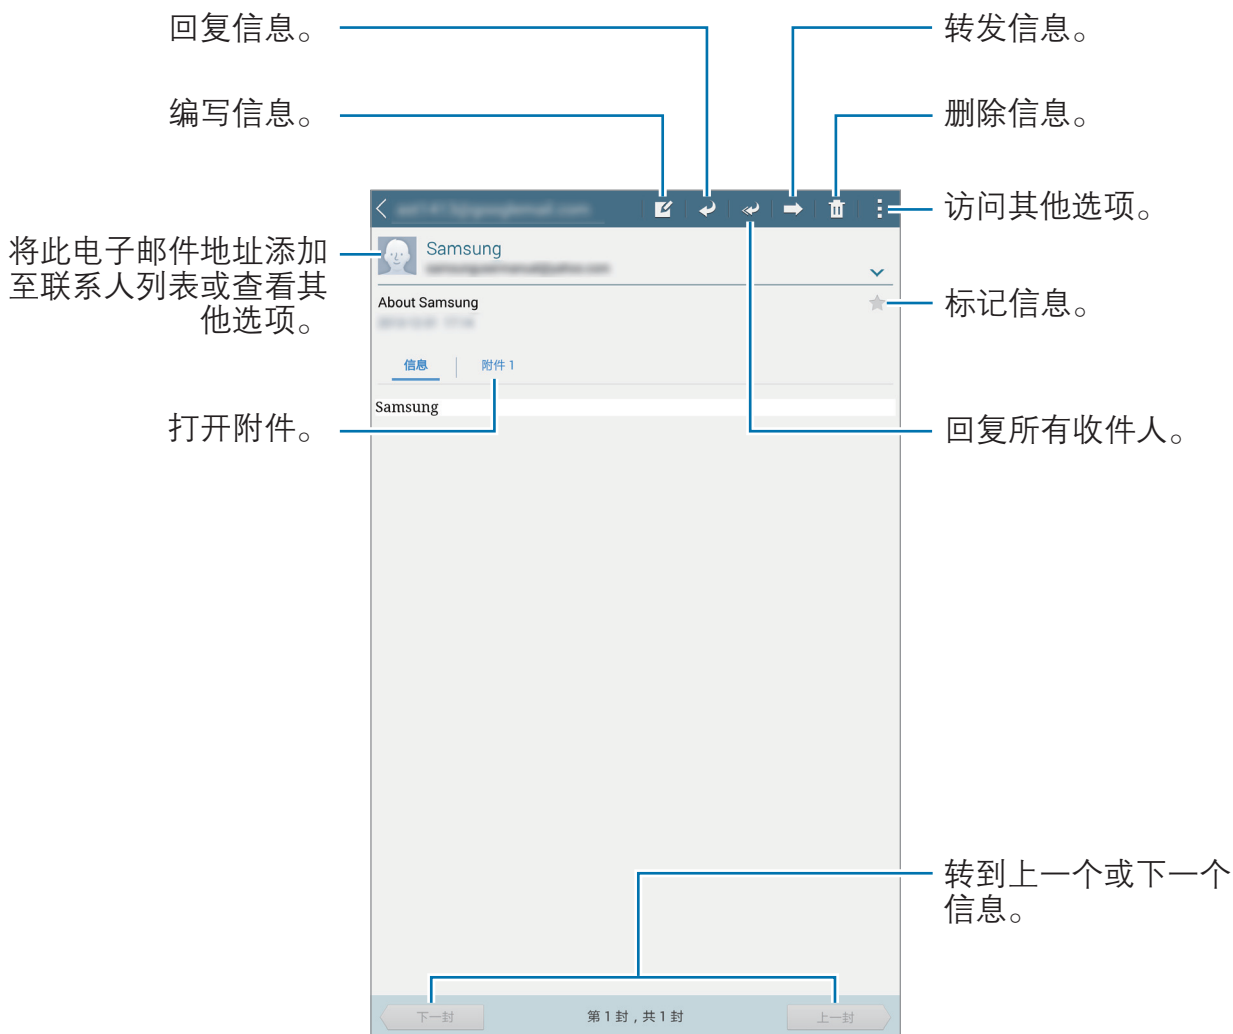 回复信息。
转发信息。
编写信息。
删除信息。
访问其他选项。
将此电子邮件地址添加
至联系人列表或查看其
他选项。
Samsung
About Samsung
标记信息。
信息
附件 1
Samsung
打开附件。
回复所有收件人。
转到上一个或下一个
信息。
下一封
第 1 封，共 1 封
上一封